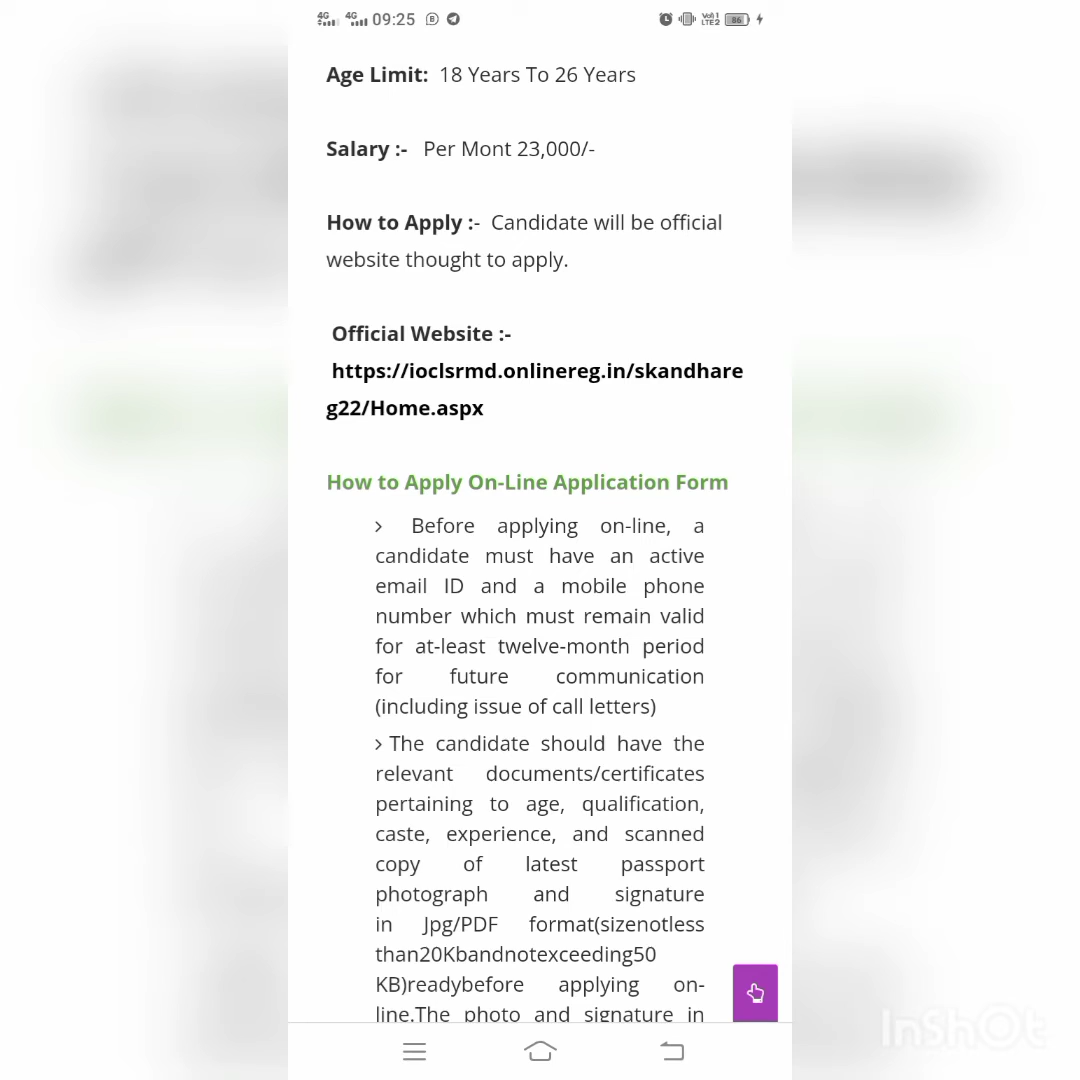 4G 4G 09:25 B 86
VoI) 1
LTE2
Age Limit: 18 Years To 26 Years
Salary :- Per Mont 23,000/-
How to Apply :- Candidate will be official
website thought to apply.
Official Website :-
https://ioclsrmd.onlinereg.in/skandhare
g22/Home.aspx
How to Apply On-Line Application Form
> Before applying on-line, a
candidate must have an active
email ID and a mobile phone
number which must remain valid
for at-least twelve-month period
for future communication
(including issue of call letters)
> The candidate should have the
relevant documents/certificates
pertaining to age, qualification,
caste, experience, and scanned
copy of latest passport
photograph and signature
in Jpg/PDF format(sizenotless
than20Kbandnotexceeding50
KB)readybefore applying on-
line.The photo and signature in
InShOt